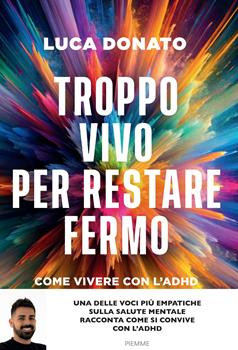 LUCA DONATO
TROPPO
VIVO
PER RESTARE
FERMO
COME VIVERE CON L'ADHD
UNA DELLE VOCI PIÙ EMPATICHE
SULLA SALUTE MENTALE
RACCONTA COME SI CONVIVE
CON L'ADHD
PIEMME